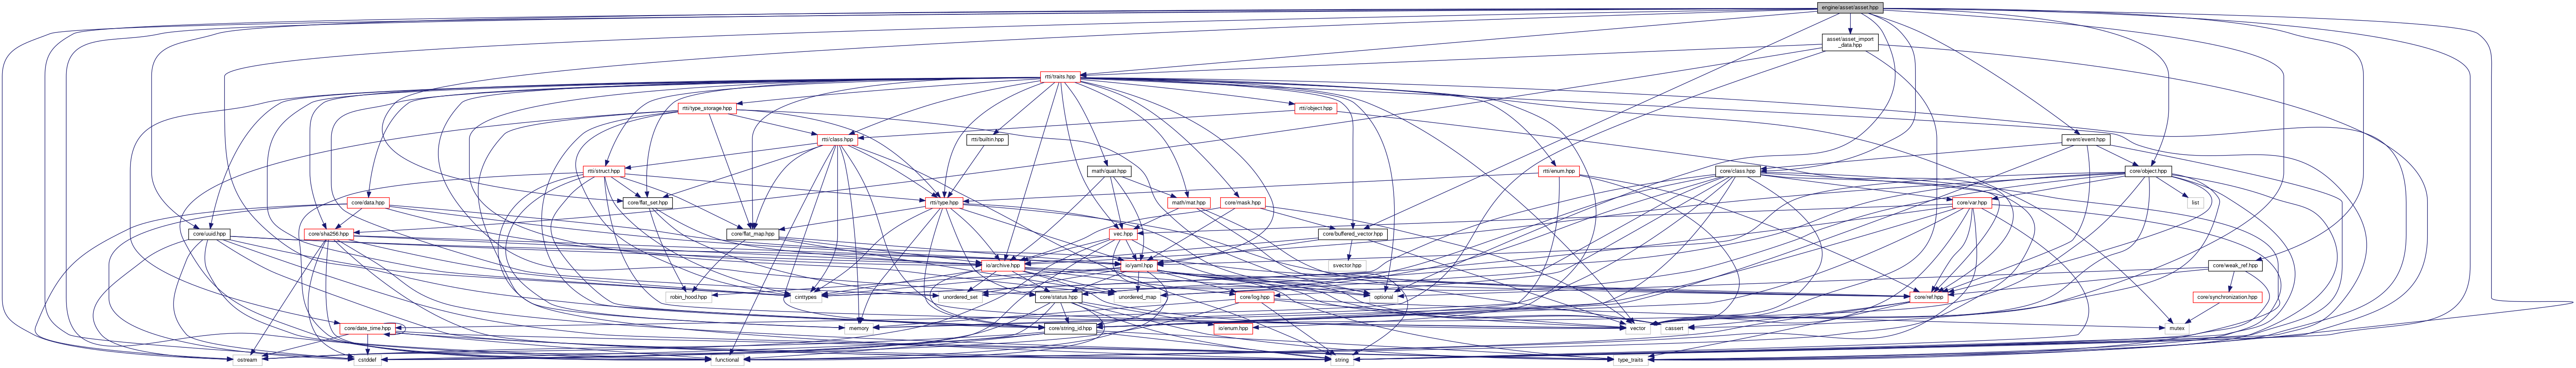 engine/asset/asset.hpp
asset/asset_import
_data.hpp
rtti/traits.hpp
rtti/type_storage.hpp
rtti/object.hpp
rtti/class.hpp
rtti/builtin.hpp
event/event.hpp
rtti/struct.hpp
math/quat.hpp
rtti/enum.hpp
core/class.hpp
core/object.hpp
core/data.hpp
core/flat_set.hpp
rtti/type.hpp
math/mat.hpp
core/mask.hpp
core/var.hpp
list
core/uuid.hpp
core/sha256.hpp
core/flat_map.hpp
vec.hpp
core/buffered_vector.hpp
io/archive.hpp
io/yaml.hpp
svector.hpp
core/weak_ref.hpp
robin_hood.hpp
cinttypes
unordered_set
core/status.hpp
unordered_map
core/log.hpp
optional
core/ref.hpp
core/synchronization.hpp
core/date_time.hpp
memory
core/string_id.hpp
io/enum.hpp
vector
cassert
mutex
ostream
cstddef
functional
string
type_traits